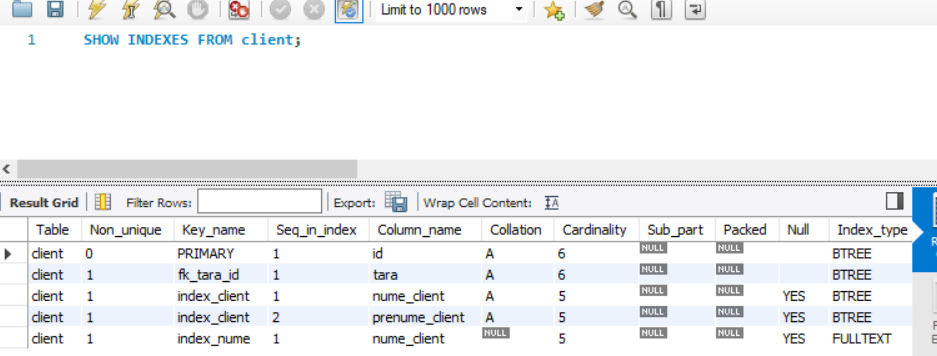 Limit to 1000 rows
1 SHOW INDEXES FROM client;
Result Grid Filter Rows: Export: Wrap Cell Content:
Table Non_unique Key_name Seq_in_index Column_name Collation Cardinality Sub_part Packed Null Index_type
client 0 PRIMARY 1 id A 6 NULL NULL BTREE
client 1 fk_tara_id 1 tara A 6 NULL NULL BTREE
client 1 index_client 1 nume_client A 5 NULL NULL YES BTREE
client 1 index_client 2 prenume_client A 5 NULL NULL YES BTREE
client 1 index_nume 1 nume_client NULL 5 NULL NULL YES FULLTEXT